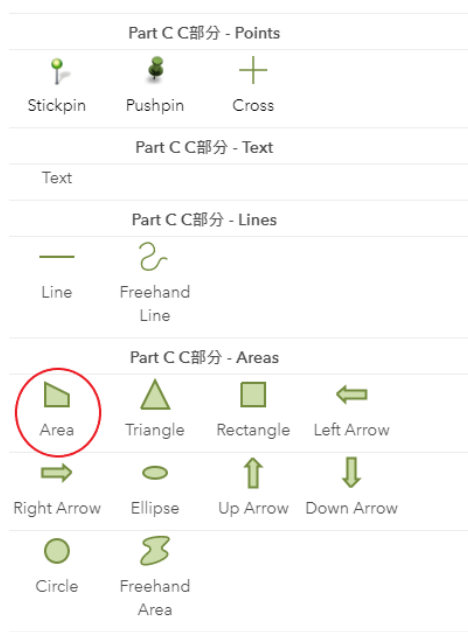 Part C C部分 - Points
Stickpin Pushpin Cross
Part C C部分 - Text
Text
Part C C部分 - Lines
Line Freehand Line
Part C C部分 - Areas
Area Triangle Rectangle Left Arrow
Right Arrow Ellipse Up Arrow Down Arrow
Circle Freehand Area